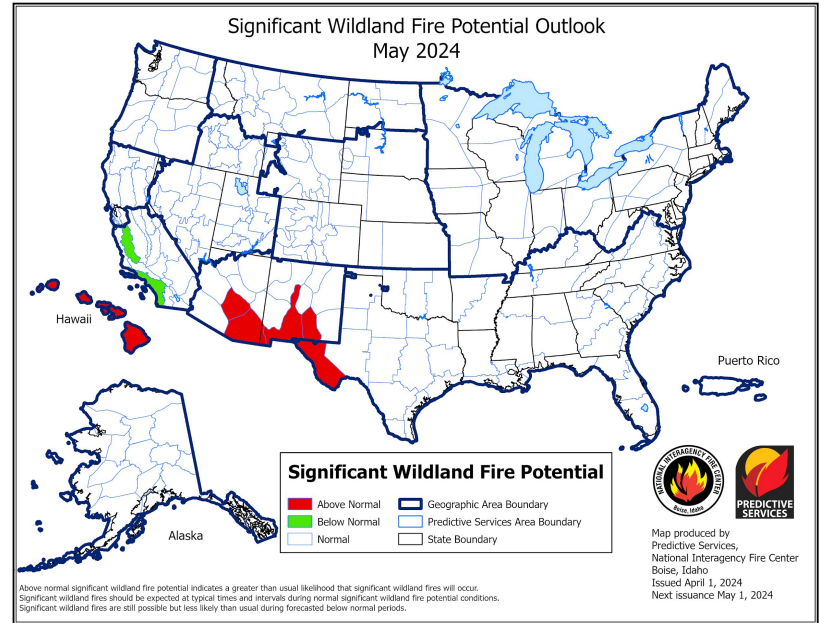 Significant Wildland Fire Potential Outlook
May 2024
Hawaii
Puerto Rico
Alaska
Significant Wildland Fire Potential
Above Normal
Geographic Area Boundary
Below Normal
Predictive Services Area Boundary
Normal
State Boundary
NATIONAL INTERAGENCY FIRE CENTER
Boise, Idaho
PREDICTIVE
SERVICES
Map produced by
Predictive Services,
National Interagency Fire Center
Boise, Idaho
Issued April 1, 2024
Next issuance May 1, 2024
Above normal significant wildland fire potential indicates a greater than usual likelihood that significant wildland fires will occur.
Significant wildland fires should be expected at typical times and intervals during normal significant wildland fire potential conditions.
Significant wildland fires are still possible but less likely than usual during forecasted below normal periods.